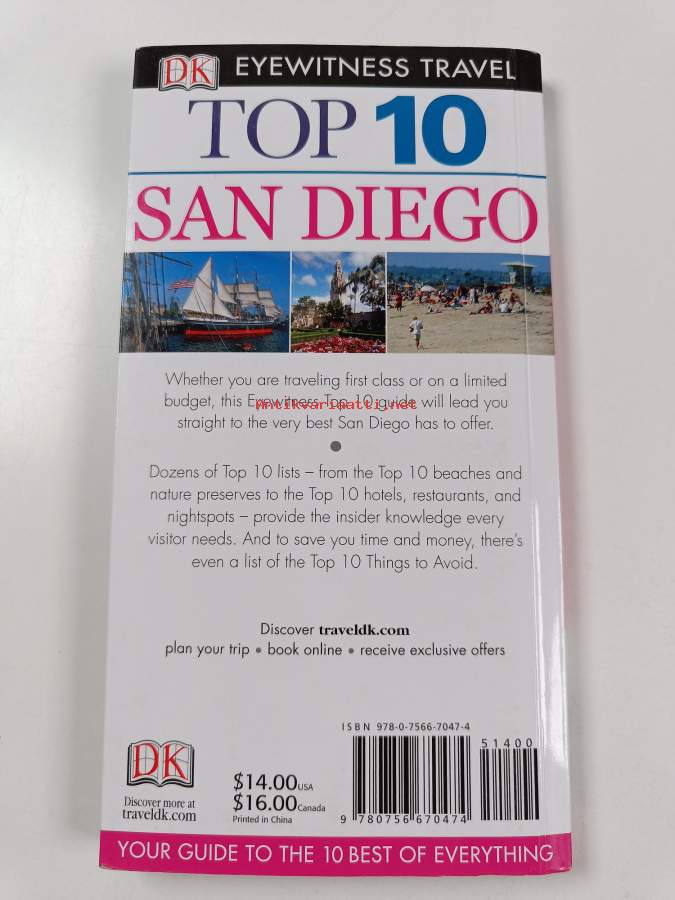 DK EYEWITNESS TRAVEL
TOP 10
SAN DIEGO
Whether you are traveling first class or on a limited
budget, this Eyewitness Top 10 guide will lead you
antikvariaatti.net
straight to the very best San Diego has to offer.
Dozens of Top 10 lists – from the Top 10 beaches and
nature preserves to the Top 10 hotels, restaurants, and
nightspots – provide the insider knowledge every
visitor needs. And to save you time and money, there's
even a list of the Top 10 Things to Avoid.
Discover traveldk.com
plan your trip • book online • receive exclusive offers
ISBN 978-0-7566-7047-4
51400
DK
Discover more at
traveldk.com
$14.00 USA
$16.00 Canada
Printed in China
9 780756 670474
YOUR GUIDE TO THE 10 BEST OF EVERYTHING